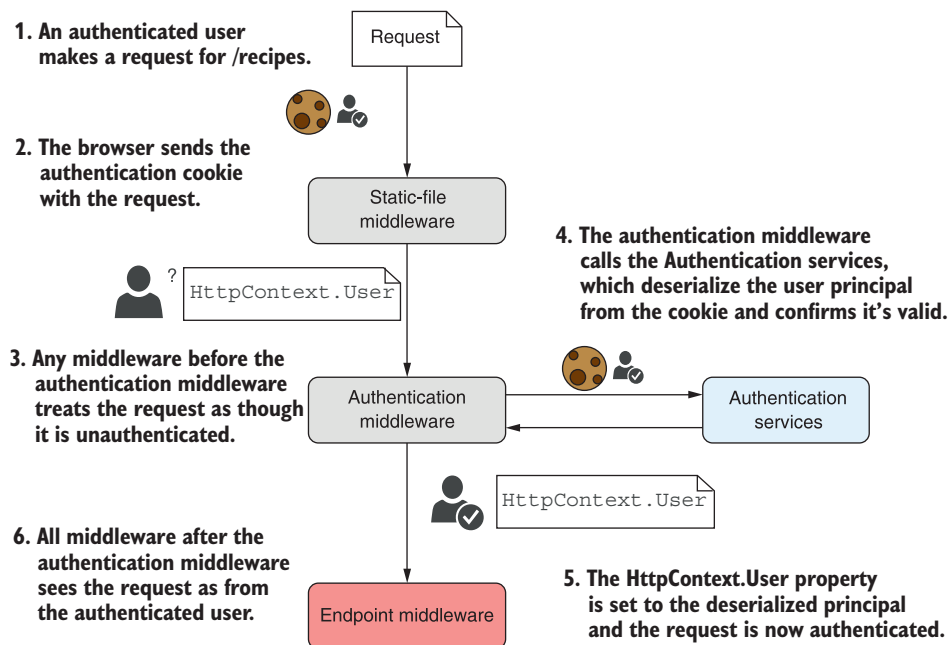 1. An authenticated user
makes a request for /recipes.
Request
2. The browser sends the
authentication cookie
with the request.
Static-file
middleware
?
HttpContext.User
3. Any middleware before the
authentication middleware
treats the request as though
it is unauthenticated.
4. The authentication middleware
calls the Authentication services,
which deserialize the user principal
from the cookie and confirms it's valid.
Authentication
middleware
Authentication
services
HttpContext.User
5. The HttpContext.User property
is set to the deserialized principal
and the request is now authenticated.
6. All middleware after the
authentication middleware
sees the request as from
the authenticated user.
Endpoint middleware